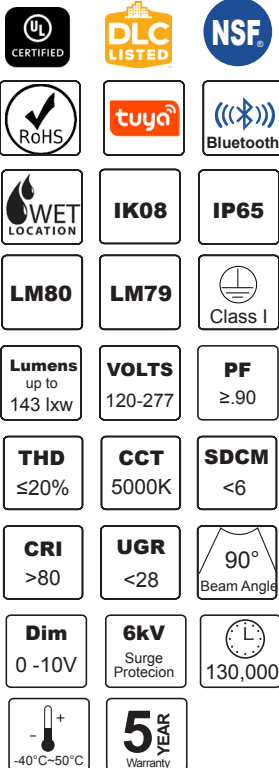 UL
CERTIFIED
DLC
LISTED
NSF®
RoHS
tuya
Bluetooth
WET
LOCATION
IK08
IP65
LM80
LM79
Class I
Lumens
up to
143 lxw
VOLTS
120-277
PF
≥.90
THD
≤20%
CCT
5000K
SDCM
<6
CRI
>80
UGR
<28
90°
Beam Angle
Dim
0 -10V
6kV
Surge
Protecion
L
130,000
- +
-40°C~50°C
5 YEAR
Warranty